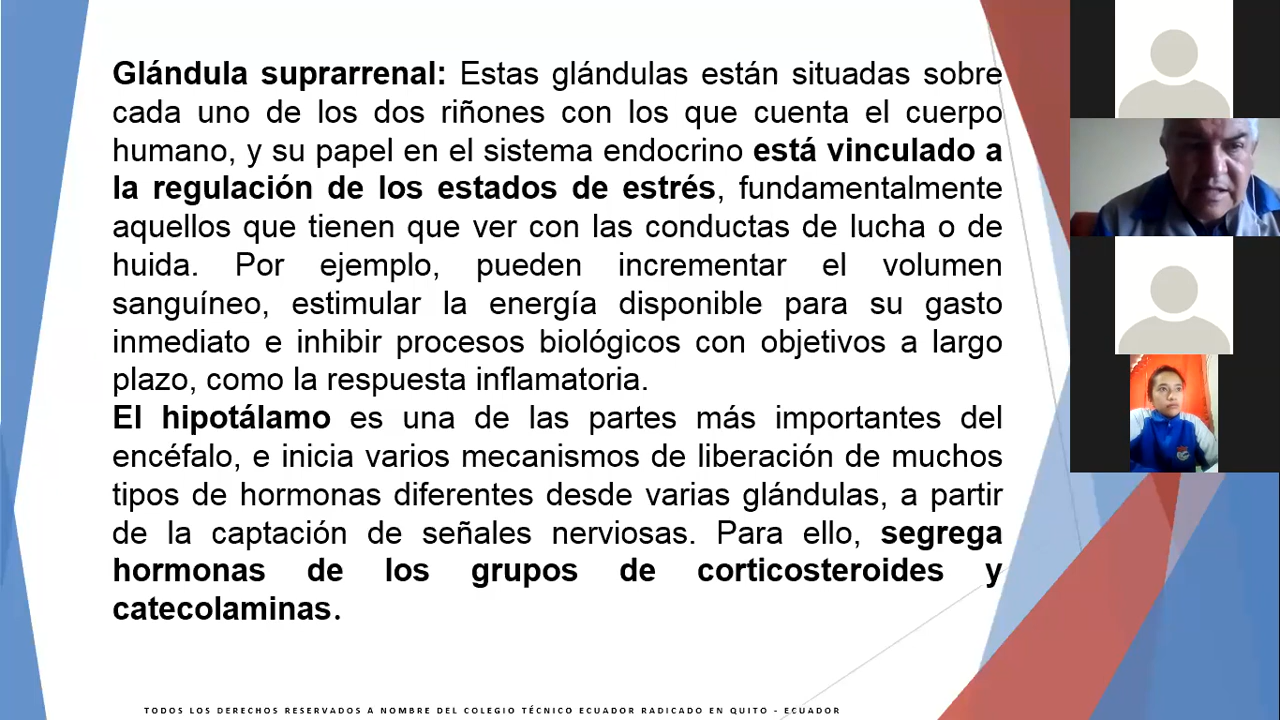 Glándula suprarrenal: Estas glándulas están situadas sobre
cada uno de los dos riñones con los que cuenta el cuerpo
humano, y su papel en el sistema endocrino está vinculado a
la regulación de los estados de estrés, fundamentalmente
aquellos que tienen que ver con las conductas de lucha o de
huida. Por ejemplo, pueden incrementar el volumen
sanguíneo, estimular la energía disponible para su gasto
inmediato e inhibir procesos biológicos con objetivos a largo
plazo, como la respuesta inflamatoria.
El hipotálamo es una de las partes más importantes del
encéfalo, e inicia varios mecanismos de liberación de muchos
tipos de hormonas diferentes desde varias glándulas, a partir
de la captación de señales nerviosas. Para ello, segrega
hormonas de los grupos de corticosteroides y
catecolaminas.
TODOS LOS DERECHOS RESERVADOS A NOMBRE DEL COLEGIO TÉCNICO ECUADOR RADICADO EN QUITO - ECUADOR